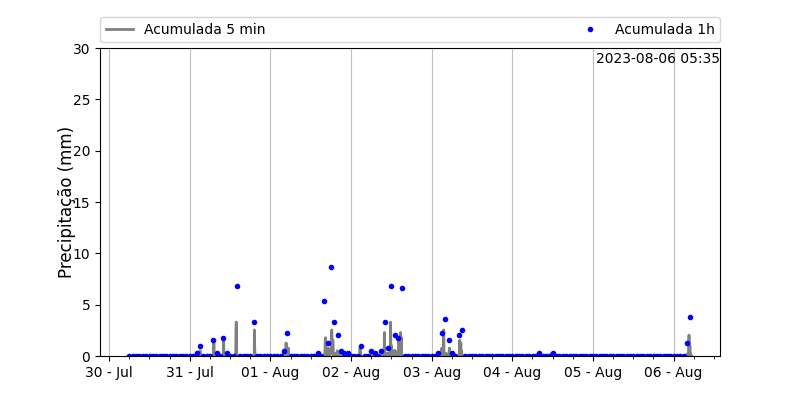 Acumulada 5 min
Acumulada 1h
2023-08-06 05:35
Precipitação (mm)
30
25
20
15
10
5
0
30 - Jul
31 - Jul
01 - Aug
02 - Aug
03 - Aug
04 - Aug
05 - Aug
06 - Aug